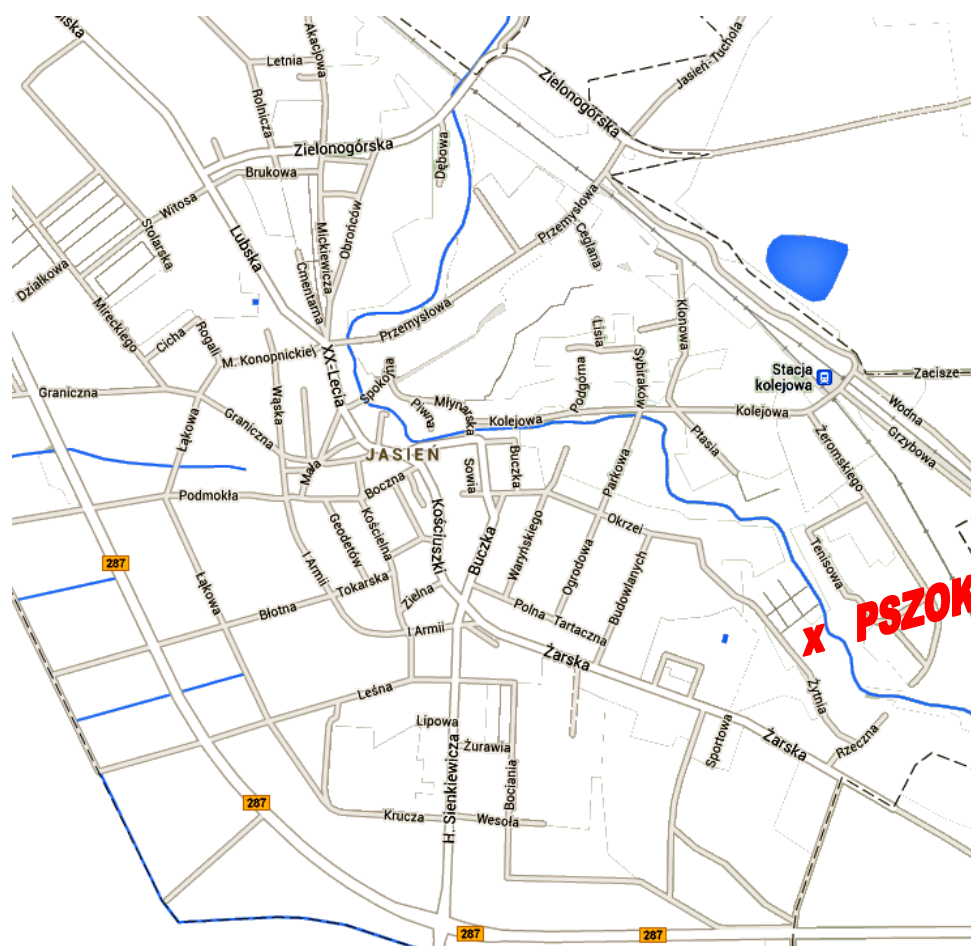 ńska
Akacjowa
Letnia
Rolnicza
Zielonogórska
Jasień-Tuchola
Zielonogórska
Dębowa
Brukowa
Witosa
Stolarska
Lubska
Mickiewicza
Obrońców
Przemysłowa
Ceglana
Działkowa
Cmentarna
Mireckiego
Cicha
Rogali
Przemysłowa
Klonowa
Lisia
M. Konopnickiej
XX-Lecia
Spokojna
Podgórna
Sybiraków
Stacja
kolejowa
Zacisze
Graniczna
Wąska
Piwna
Młynarska
Kolejowa
Kolejowa
Wodna
Łąkowa
Graniczna
Ptasia
Żeromskiego
Grzybowa
JASIEŃ
Mała
Boczna
Sowia
Buczka
Parkowa
Podmokła
Kościuszki
Okrzei
Geodetów
Kościelna
Buczka
Waryńskiego
287
I Armii
Ogrodowa
Budowlanych
Tenisowa
Łąkowa
Tokarska
Zielna
Błotna
Polna
Tartaczna
x PSZOK
I Armii
Żarska
Leśna
Żytnia
Lipowa
Sportowa
Żarska
Rzeczna
Żurawia
H. Sienkiewicza
Bociania
287
Krucza
Wesoła
287
287